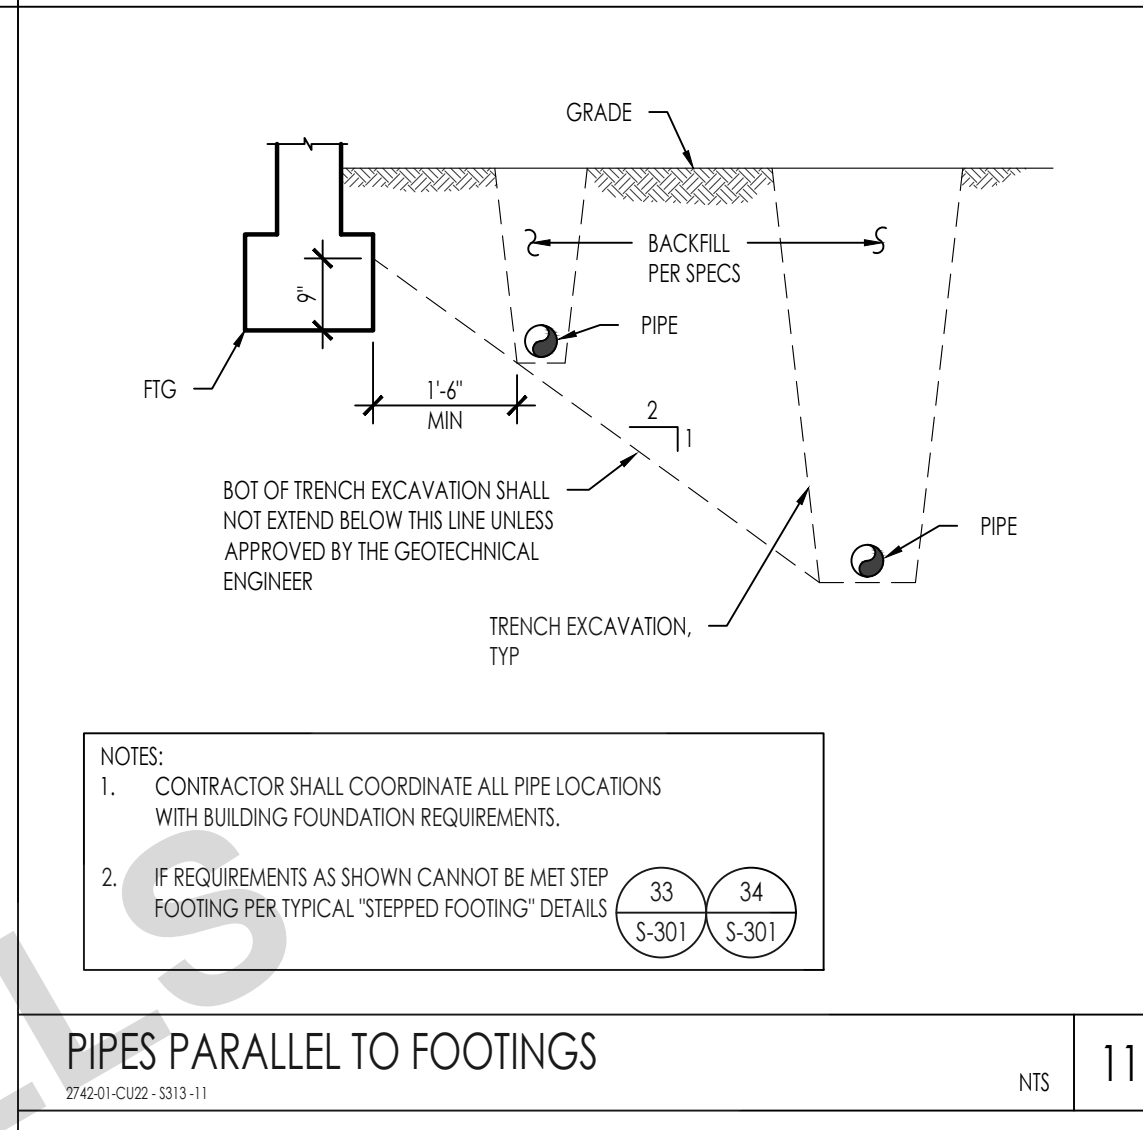 GRADE
BACKFILL
PER SPECS
9"
PIPE
FTG
1'-6"
MIN
2
1
BOT OF TRENCH EXCAVATION SHALL
NOT EXTEND BELOW THIS LINE UNLESS
APPROVED BY THE GEOTECHNICAL
ENGINEER
PIPE
TRENCH EXCAVATION,
TYP
NOTES:
1. CONTRACTOR SHALL COORDINATE ALL PIPE LOCATIONS
WITH BUILDING FOUNDATION REQUIREMENTS.
2. IF REQUIREMENTS AS SHOWN CANNOT BE MET STEP
FOOTING PER TYPICAL "STEPPED FOOTING" DETAILS
33 34
S-301 S-301
LS
PIPES PARALLEL TO FOOTINGS
2742-01-CU22 - S313 -11
NTS
11